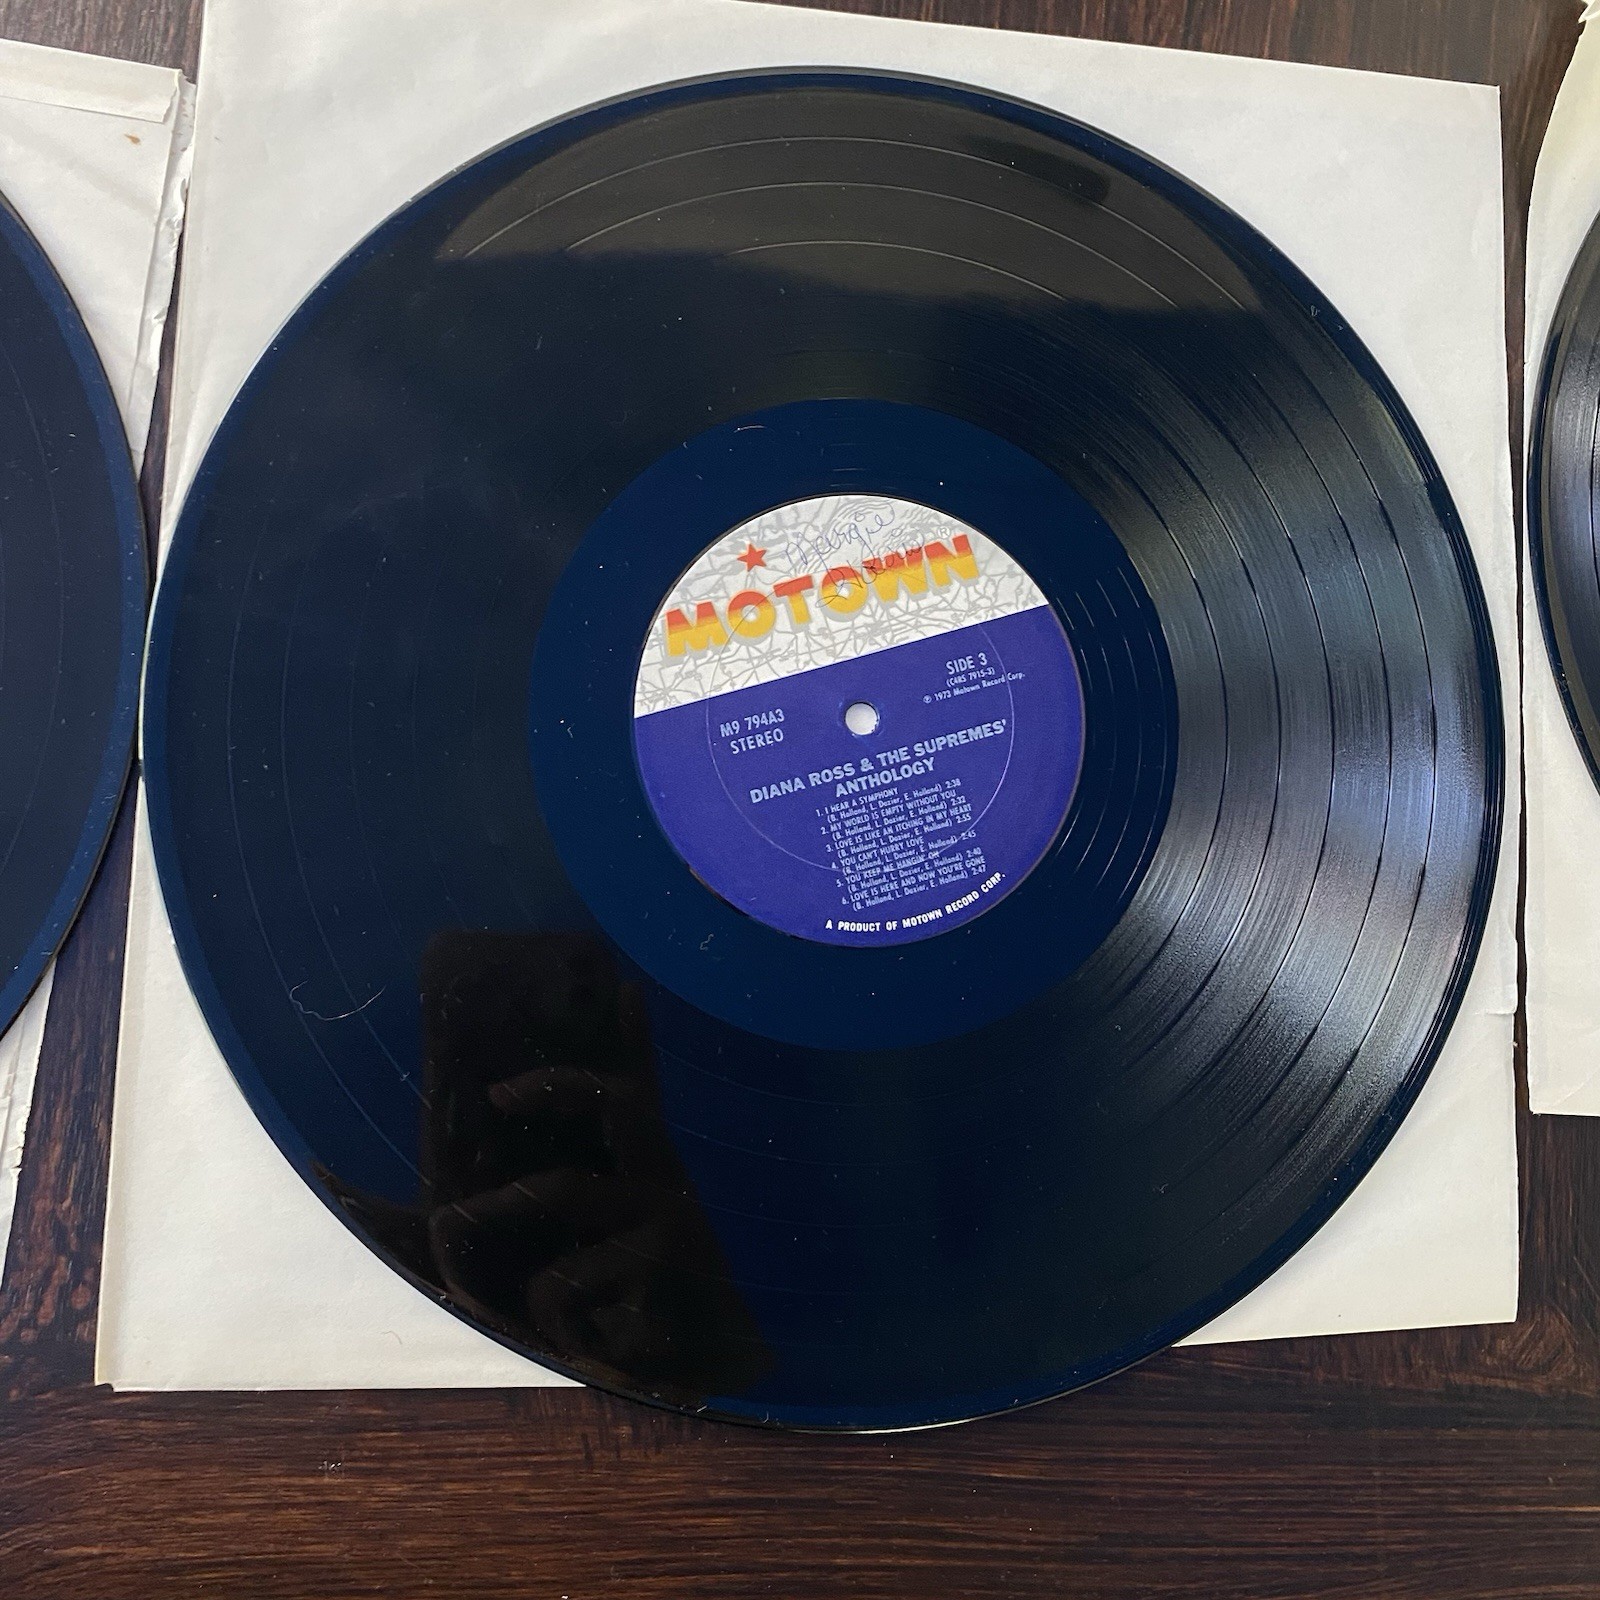 Margie
MOTOWN
®
SIDE 3
(C4RS 7915-3)
℗ 1973 Motown Record Corp.
M9 794A3
STEREO
DIANA ROSS & THE SUPREMES'
ANTHOLOGY
1. I HEAR A SYMPHONY
(B. Holland, L. Dozier, E. Holland) 2:38
2. MY WORLD IS EMPTY WITHOUT YOU
(B. Holland, L. Dozier, E. Holland) 2:32
3. LOVE IS LIKE AN ITCHING IN MY HEART
(B. Holland, L. Dozier, E. Holland) 2:55
4. YOU CAN'T HURRY LOVE
(B. Holland, L. Dozier, E. Holland) 2:45
5. YOU KEEP ME HANGIN' ON
(B. Holland, L. Dozier, E. Holland) 2:40
6. LOVE IS HERE AND NOW YOU'RE GONE
(B. Holland, L. Dozier, E. Holland) 2:47
A PRODUCT OF MOTOWN RECORD CORP.